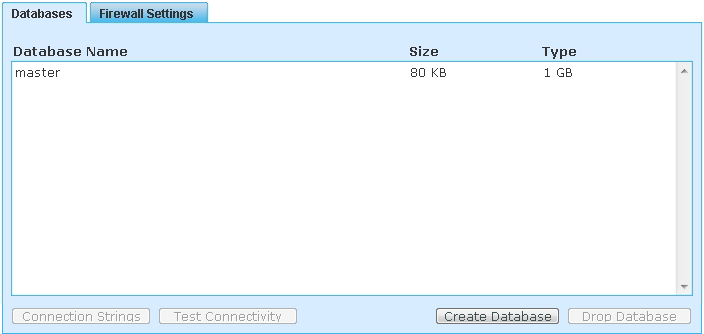 Databases Firewall Settings
Database Name Size Type
master 80 KB 1 GB
Connection Strings Test Connectivity Create Database Drop Database